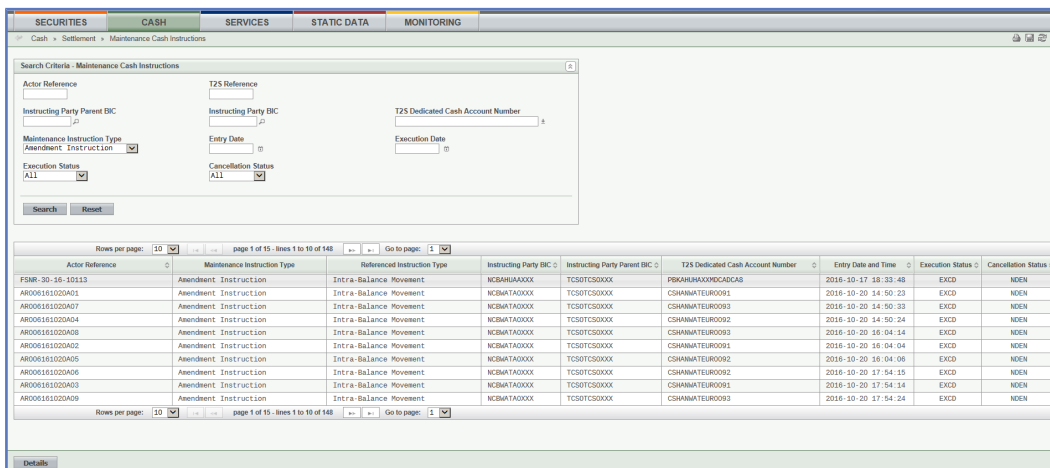 SECURITIES CASH SERVICES STATIC DATA MONITORING
Cash » Settlement » Maintenance Cash Instructions
Search Criteria - Maintenance Cash Instructions
Actor Reference T2S Reference
Instructing Party Parent BIC Instructing Party BIC T2S Dedicated Cash Account Number
Maintenance Instruction Type Entry Date Execution Date
Amendment Instruction
Execution Status Cancellation Status
All All
Search Reset
Rows per page: 10 page 1 of 15 - lines 1 to 10 of 148 Go to page: 1
Actor Reference Maintenance Instruction Type Referenced Instruction Type Instructing Party BIC Instructing Party Parent BIC T2S Dedicated Cash Account Number Entry Date and Time Execution Status Cancellation Status
FSNR-30-16-10113 Amendment Instruction Intra-Balance Movement NCBAHUAAXXX TCSOTCSOXXX PBKAHUHAXXMDCADCA8 2016-10-17 18:33:48 EXCD NDEN
AR006161020A01 Amendment Instruction Intra-Balance Movement NCBWATAOXXX TCSOTCSOXXX CSHANWATEUR0091 2016-10-20 14:50:23 EXCD NDEN
AR006161020A07 Amendment Instruction Intra-Balance Movement NCBWATAOXXX TCSOTCSOXXX CSHANWATEUR0093 2016-10-20 14:50:33 EXCD NDEN
AR006161020A04 Amendment Instruction Intra-Balance Movement NCBWATAOXXX TCSOTCSOXXX CSHANWATEUR0092 2016-10-20 14:50:24 EXCD NDEN
AR006161020A08 Amendment Instruction Intra-Balance Movement NCBWATAOXXX TCSOTCSOXXX CSHANWATEUR0093 2016-10-20 16:04:14 EXCD NDEN
AR006161020A02 Amendment Instruction Intra-Balance Movement NCBWATAOXXX TCSOTCSOXXX CSHANWATEUR0091 2016-10-20 16:04:04 EXCD NDEN
AR006161020A05 Amendment Instruction Intra-Balance Movement NCBWATAOXXX TCSOTCSOXXX CSHANWATEUR0092 2016-10-20 16:04:06 EXCD NDEN
AR006161020A06 Amendment Instruction Intra-Balance Movement NCBWATAOXXX TCSOTCSOXXX CSHANWATEUR0092 2016-10-20 17:54:15 EXCD NDEN
AR006161020A03 Amendment Instruction Intra-Balance Movement NCBWATAOXXX TCSOTCSOXXX CSHANWATEUR0091 2016-10-20 17:54:14 EXCD NDEN
AR006161020A09 Amendment Instruction Intra-Balance Movement NCBWATAOXXX TCSOTCSOXXX CSHANWATEUR0093 2016-10-20 17:54:24 EXCD NDEN
Rows per page: 10 page 1 of 15 - lines 1 to 10 of 148 Go to page: 1
Details